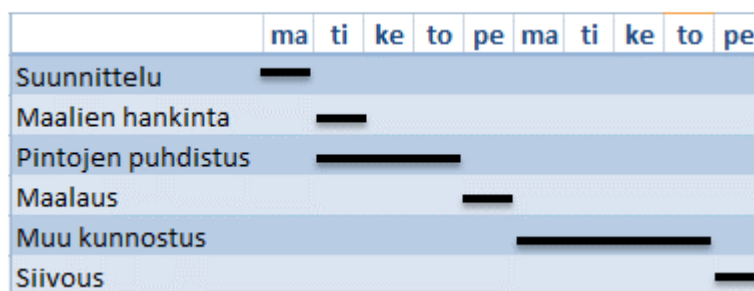 ma ti ke to pe ma ti ke to pe
Suunnittelu
Maalien hankinta
Pintojen puhdistus
Maalaus
Muu kunnostus
Siivous